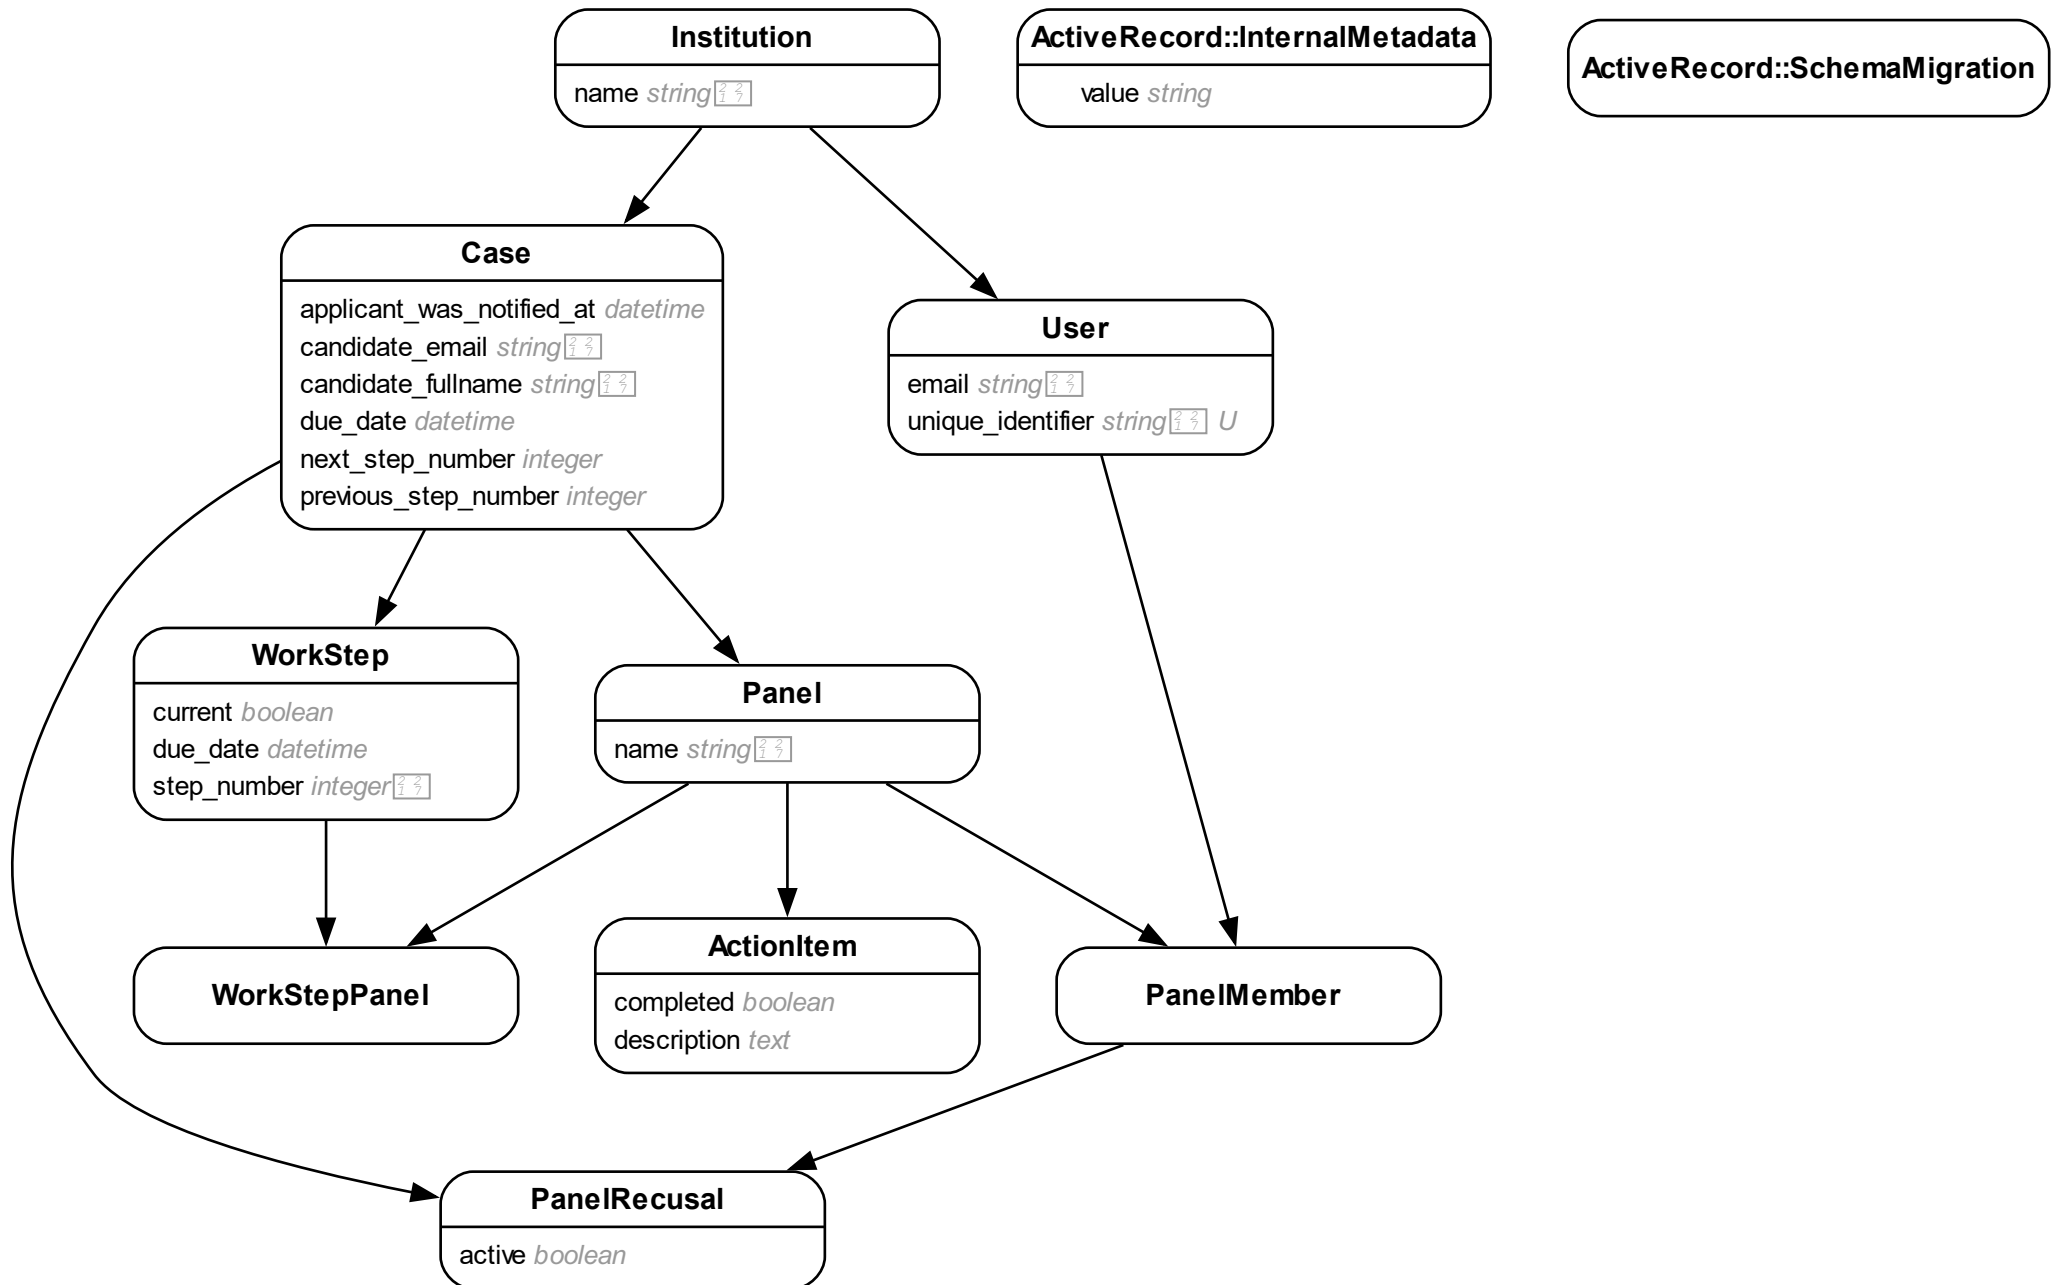 Institution
name string
ActiveRecord::InternalMetadata
value string
ActiveRecord::SchemaMigration
Case
applicant_was_notified_at datetime
candidate_email string
candidate_fullname string
due_date datetime
next_step_number integer
previous_step_number integer
User
email string
unique_identifier string U
WorkStep
current boolean
due_date datetime
step_number integer
Panel
name string
WorkStepPanel
ActionItem
completed boolean
description text
PanelMember
PanelRecusal
active boolean